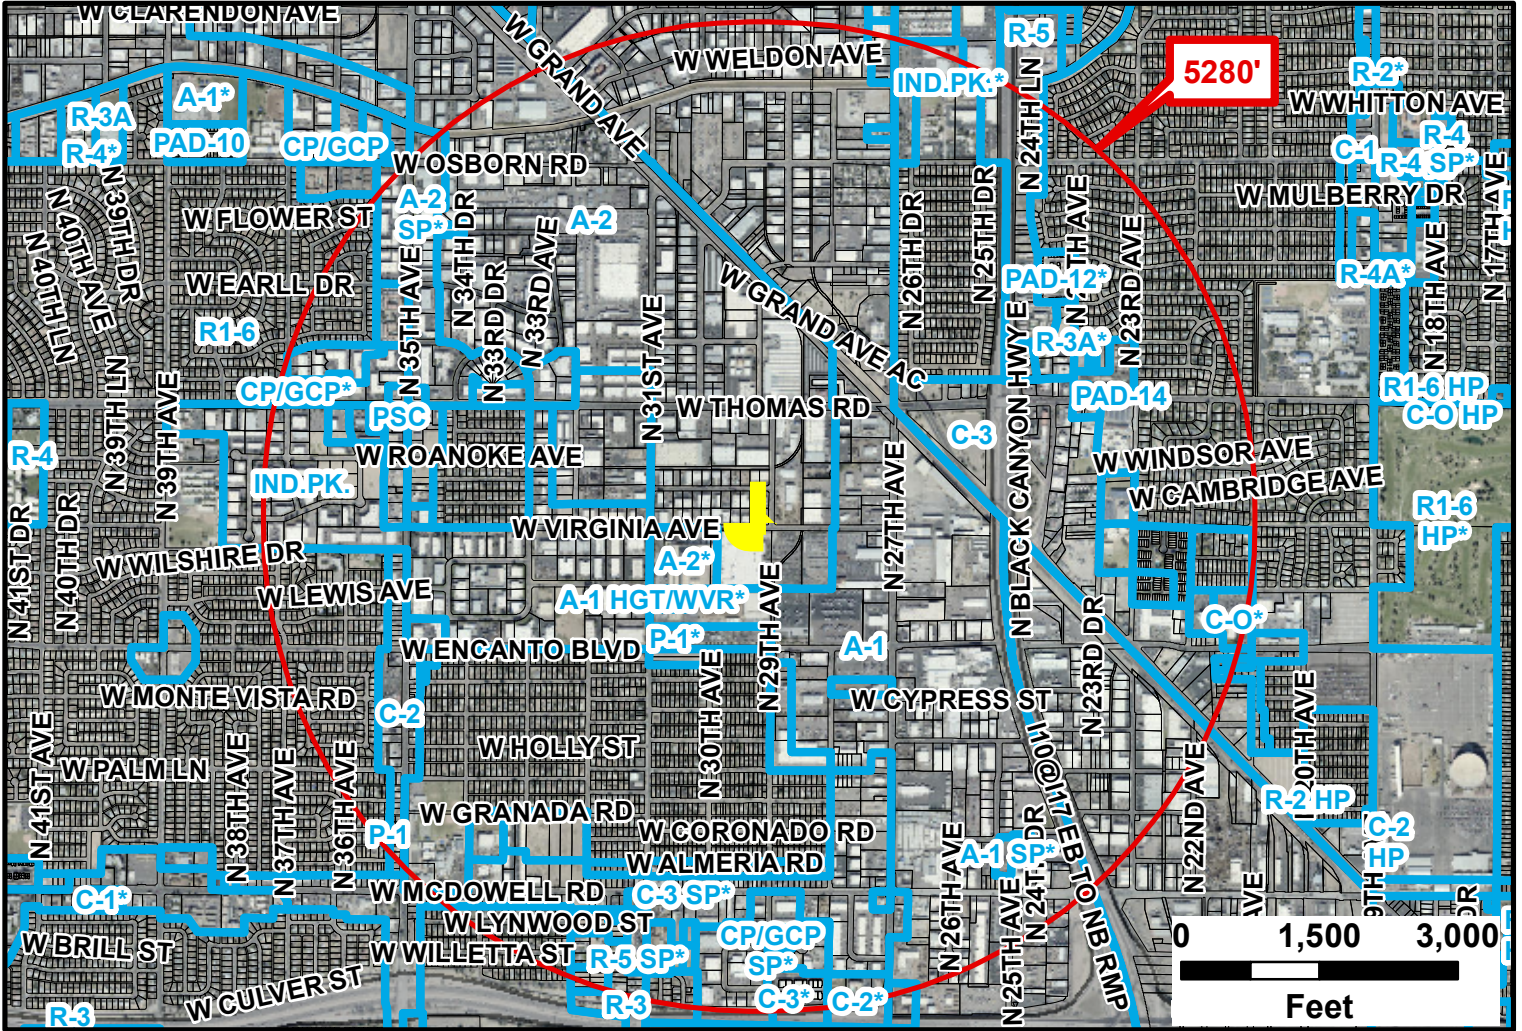 W CLARENDON AVE
W GRAND AVE
W WELDON AVE
R-5
IND.PK.*
N 24TH LN
5280'
R-2*
W WHITTON AVE
A-1*
R-3A
R-4*
PAD-10
CP/GCP
W OSBORN RD
C-1
R-4
R-4 SP*
W MULBERRY DR
N 17TH AVE
N 39TH DR
N 40TH AVE
N 40TH LN
W FLOWER ST
A-2
SP*
N 34TH DR
A-2
N 33RD AVE
N 33RD DR
N 26TH DR
N 25TH DR
N 23RD AVE
PAD-12*
R-4A*
N 18TH AVE
W EARLL DR
R1-6
N 35TH AVE
W GRAND AVE AC
N 31ST AVE
N BLACK CANYON HWY E
R-3A*
PAD-14
R1-6 HP
C-O HP
N 39TH LN
N 39TH AVE
CP/GCP*
PSC
W THOMAS RD
C-3
R-4
W ROANOKE AVE
IND.PK.
W WINDSOR AVE
W CAMBRIDGE AVE
R1-6
HP*
N 41ST DR
N 40TH DR
W VIRGINIA AVE
N 27TH AVE
W WILSHIRE DR
A-2*
W LEWIS AVE
A-1 HGT/WVR*
N 29TH AVE
C-O*
W ENCANTO BLVD
P-1*
A-1
N 23RD DR
W MONTE VISTA RD
C-2
N 30TH AVE
W CYPRESS ST
I10@I17 EB TO NB RMP
N 20TH AVE
W HOLLY ST
N 41ST AVE
W PALM LN
N 38TH AVE
N 37TH AVE
N 36TH AVE
N 22ND AVE
R-2 HP
W GRANADA RD
P-1
W CORONADO RD
W ALMERIA RD
N 26TH AVE
A-1 SP*
C-2
HP
W MCDOWELL RD
C-3 SP*
N 25TH AVE
C-1*
W LYNWOOD ST
W BRILL ST
W WILLETTA ST
R-5 SP*
CP/GCP
SP*
AVE
DR
W CULVER ST
R-3
R-3
C-3*
C-2*
0 1,500 3,000
Feet